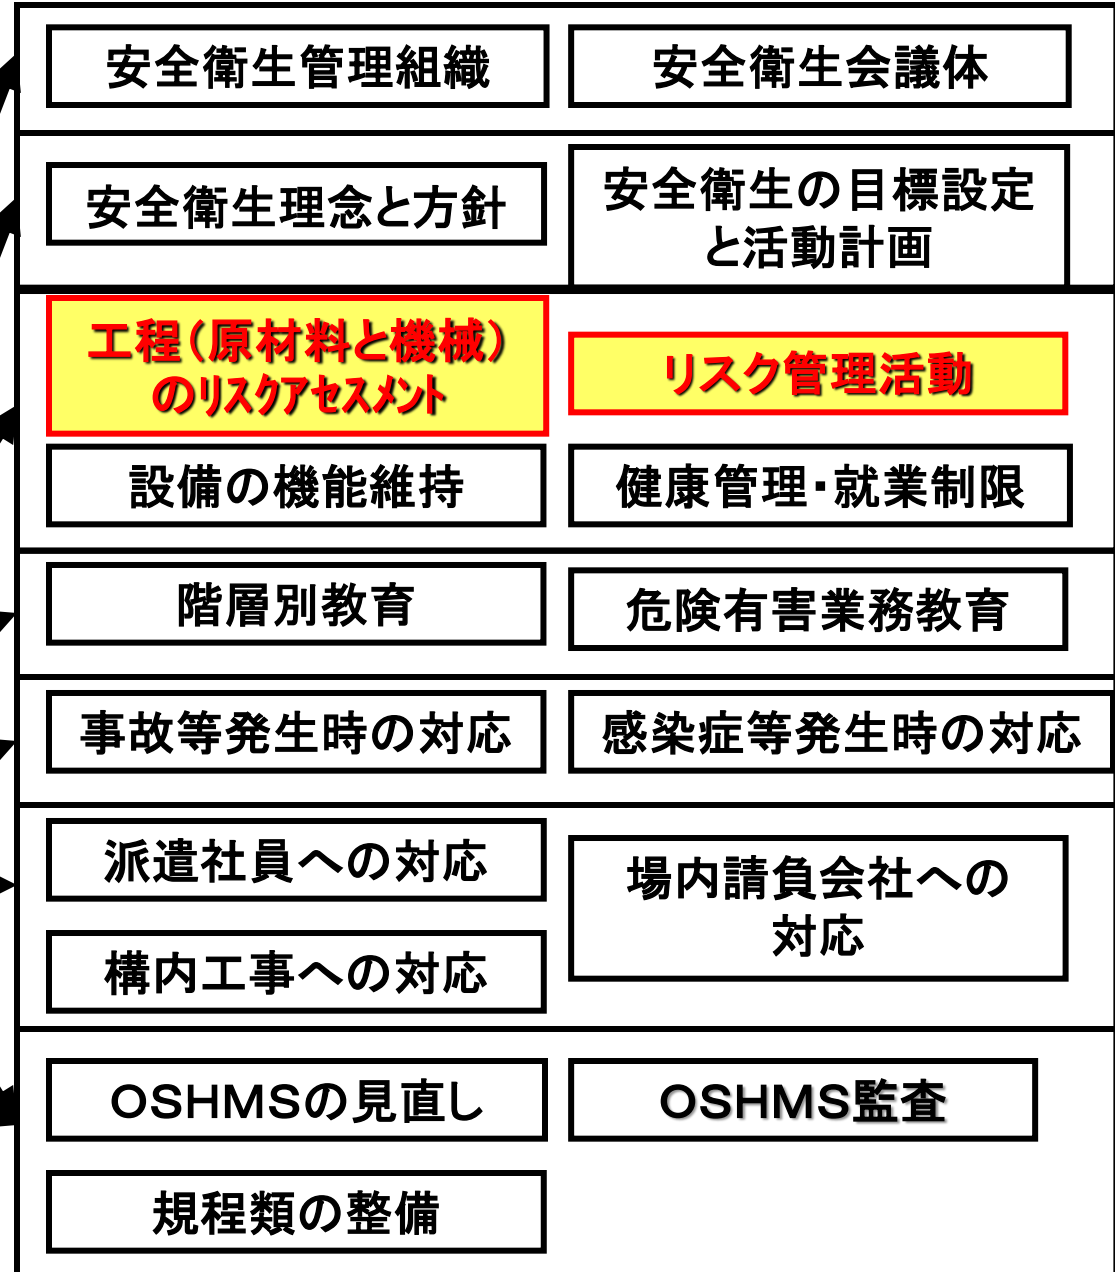 安全衛生管理組織
安全衛生会議体
安全衛生理念と方針
安全衛生の目標設定
と活動計画
工程（原材料と機械）
のリスクアセスメント
リスク管理活動
設備の機能維持
健康管理・就業制限
階層別教育
危険有害業務教育
事故等発生時の対応
感染症等発生時の対応
派遣社員への対応
場内請負会社への
対応
構内工事への対応
ＯＳＨＭＳの見直し
ＯＳＨＭＳ監査
規程類の整備